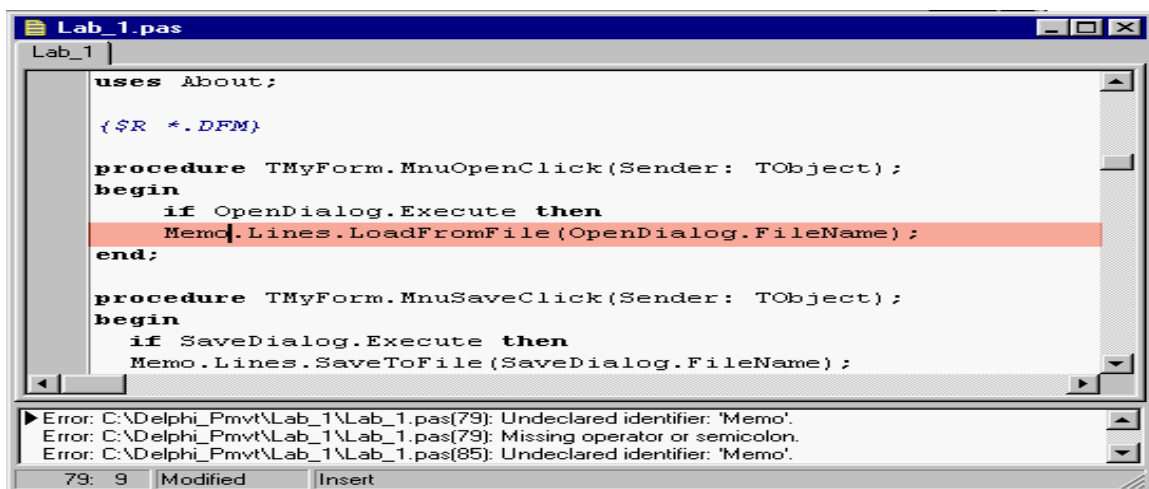 Lab_1.pas
Lab_1
uses About;
{$R *.DFM}
procedure TMyForm.MnuOpenClick(Sender: TObject);
begin
if OpenDialog.Execute then
Memo.Lines.LoadFromFile(OpenDialog.FileName);
end;
procedure TMyForm.MnuSaveClick(Sender: TObject);
begin
if SaveDialog.Execute then
Memo.Lines.SaveToFile(SaveDialog.FileName);
Error: C:\Delphi_Pmvt\Lab_1\Lab_1.pas(79): Undeclared identifier: 'Memo'.
Error: C:\Delphi_Pmvt\Lab_1\Lab_1.pas(79): Missing operator or semicolon.
Error: C:\Delphi_Pmvt\Lab_1\Lab_1.pas(85): Undeclared identifier: 'Memo'.
79: 9 Modified Insert